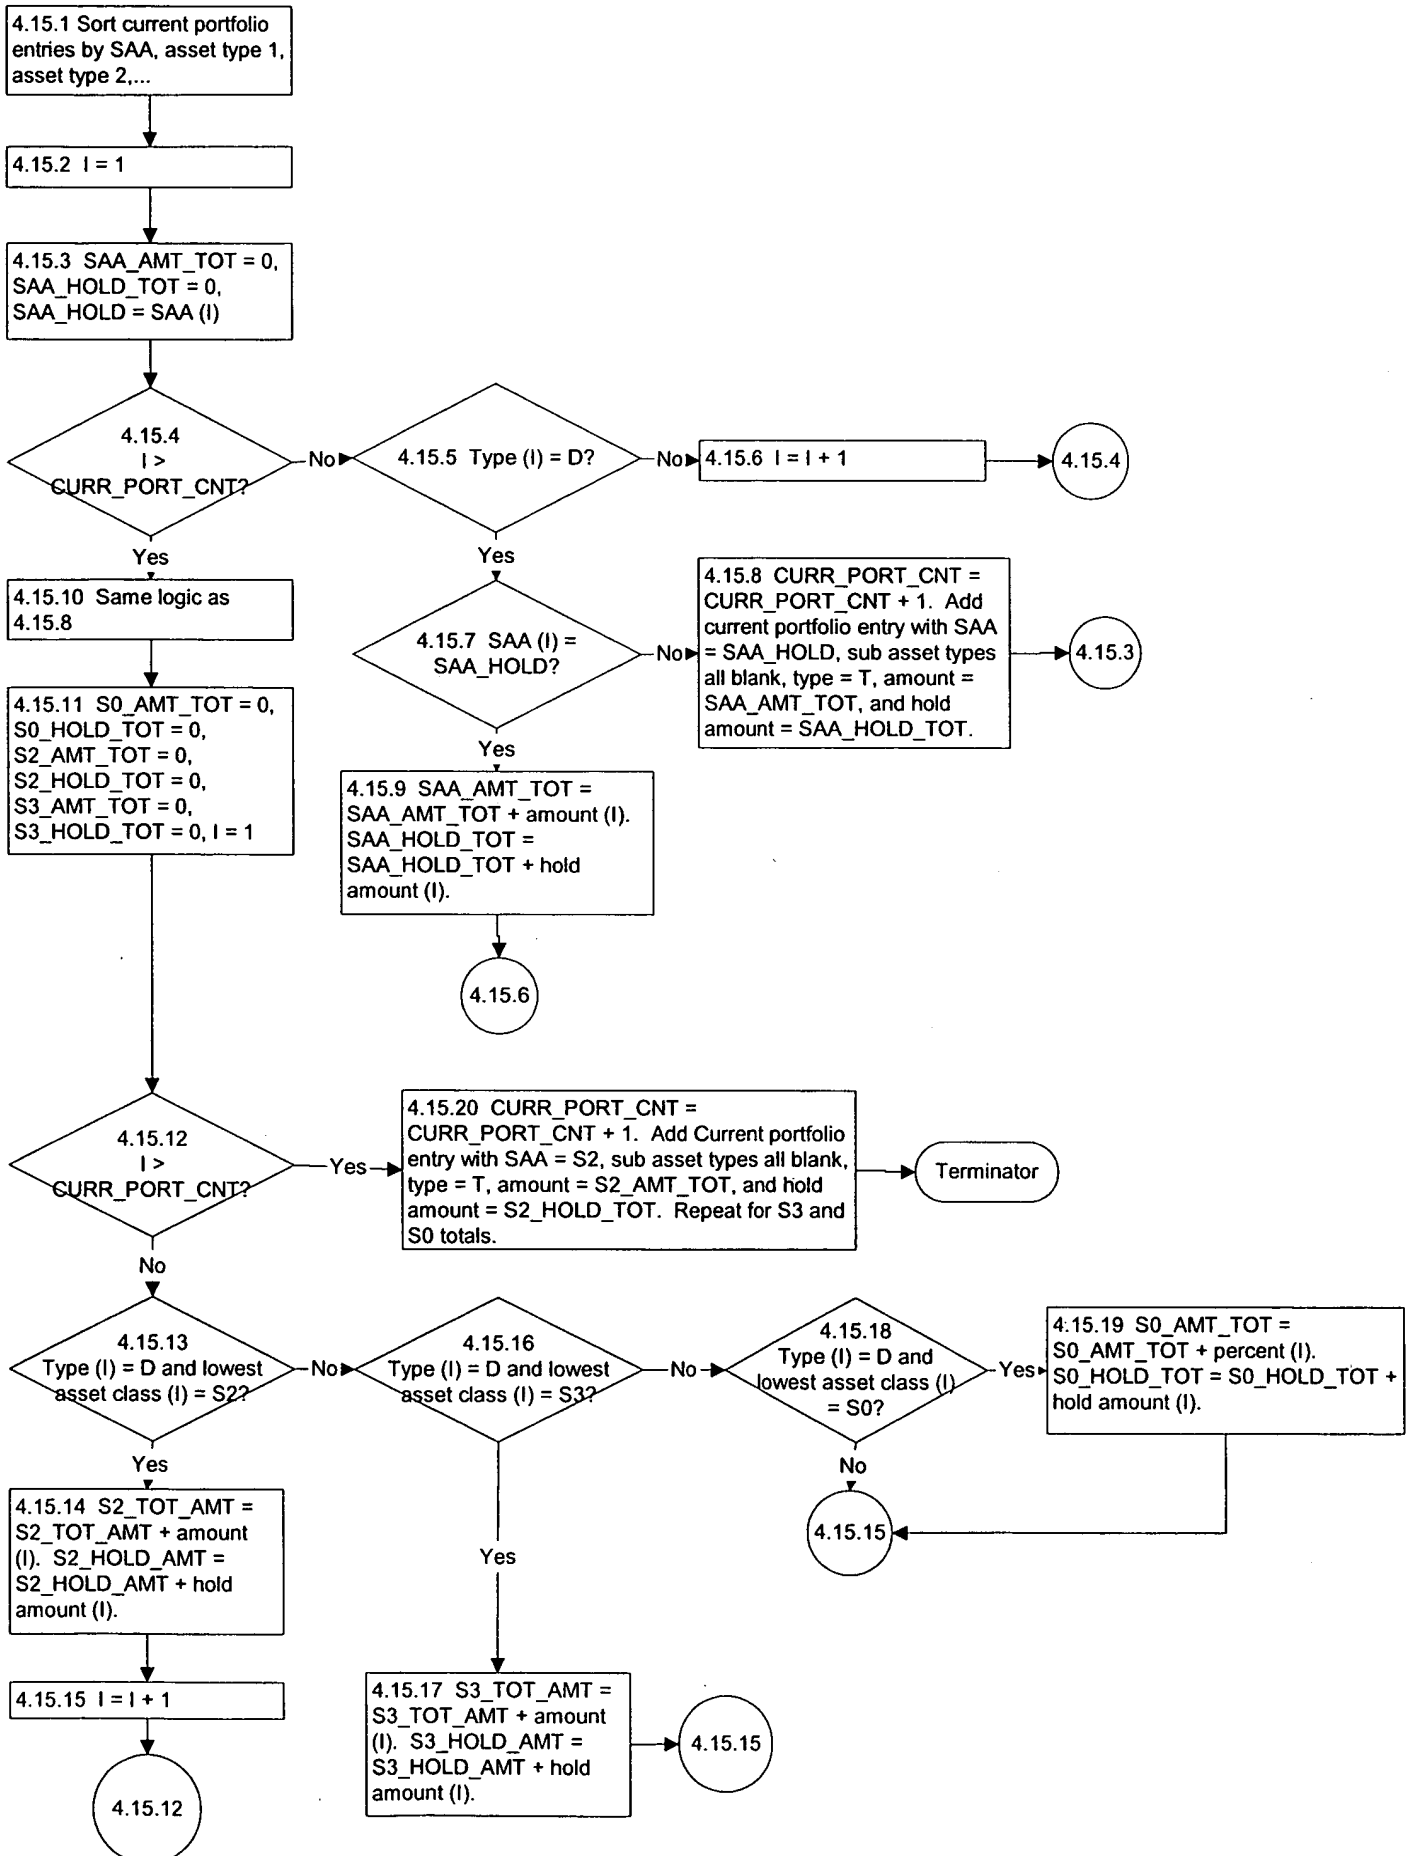 4.15.1 Sort current portfolio
entries by SAA, asset type 1,
asset type 2,...
4.15.2 I = 1
4.15.3 SAA_AMT_TOT = 0,
SAA_HOLD_TOT = 0,
SAA_HOLD = SAA (I)
4.15.4
I >
CURR_PORT_CNT?
No
4.15.5 Type (I) = D?
No
4.15.6 I = I + 1
4.15.4
Yes
Yes
4.15.10 Same logic as
4.15.8
4.15.7 SAA (I) =
SAA_HOLD?
No
4.15.8 CURR_PORT_CNT =
CURR_PORT_CNT + 1. Add
current portfolio entry with SAA
= SAA_HOLD, sub asset types
all blank, type = T, amount =
SAA_AMT_TOT, and hold
amount = SAA_HOLD_TOT.
4.15.3
4.15.11 S0_AMT_TOT = 0,
S0_HOLD_TOT = 0,
S2_AMT_TOT = 0,
S2_HOLD_TOT = 0,
S3_AMT_TOT = 0,
S3_HOLD_TOT = 0, I = 1
Yes
4.15.9 SAA_AMT_TOT =
SAA_AMT_TOT + amount (I).
SAA_HOLD_TOT =
SAA_HOLD_TOT + hold
amount (I).
4.15.6
4.15.12
I >
CURR_PORT_CNT?
Yes
4.15.20 CURR_PORT_CNT =
CURR_PORT_CNT + 1. Add Current portfolio
entry with SAA = S2, sub asset types all blank,
type = T, amount = S2_AMT_TOT, and hold
amount = S2_HOLD_TOT. Repeat for S3 and
S0 totals.
Terminator
No
4.15.13
Type (I) = D and lowest
asset class (I) = S2?
No
4.15.16
Type (I) = D and lowest
asset class (I) = S3?
No
4.15.18
Type (I) = D and
lowest asset class (I)
= S0?
Yes
4.15.19 S0_AMT_TOT =
S0_AMT_TOT + percent (I).
S0_HOLD_TOT = S0_HOLD_TOT +
hold amount (I).
Yes
No
4.15.14 S2_TOT_AMT =
S2_TOT_AMT + amount
(I). S2_HOLD_AMT =
S2_HOLD_AMT + hold
amount (I).
Yes
4.15.15
4.15.15 I = I + 1
4.15.17 S3_TOT_AMT =
S3_TOT_AMT + amount
(I). S3_HOLD_AMT =
S3_HOLD_AMT + hold
amount (I).
4.15.15
4.15.12